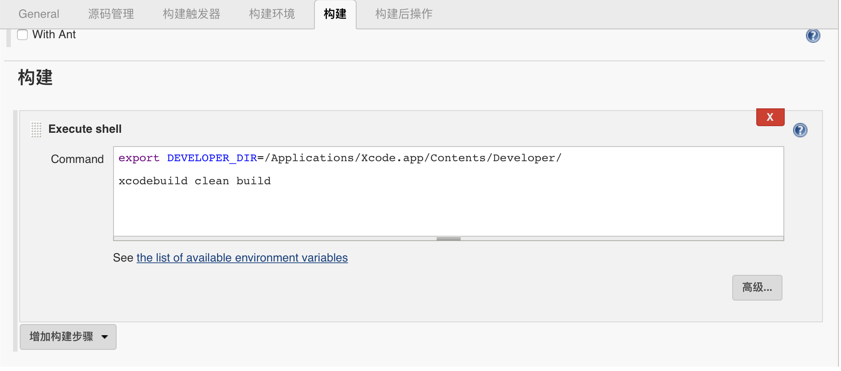 General 源码管理 构建触发器 构建环境 构建 构建后操作
With Ant
构建
X
Execute shell
Command export DEVELOPER_DIR=/Applications/Xcode.app/Contents/Developer/
xcodebuild clean build
See the list of available environment variables
高级...
增加构建步骤